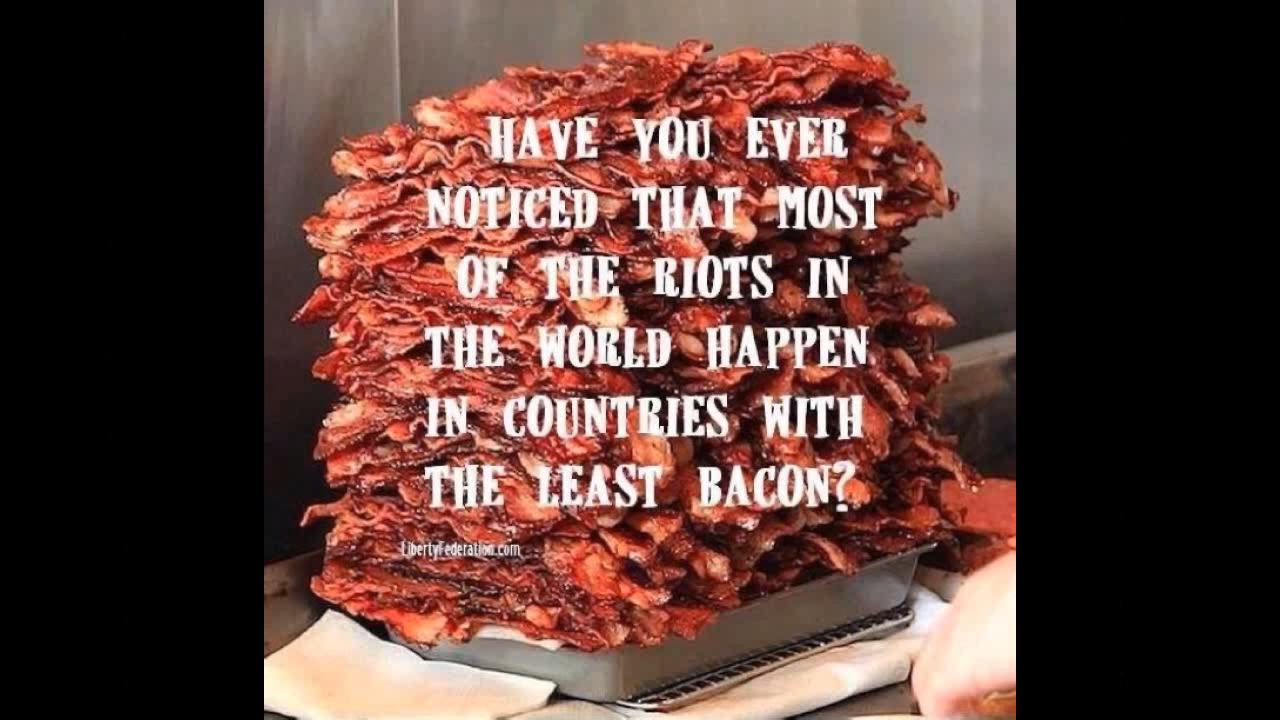 HAVE YOU EVER
NOTICED THAT MOST
OF THE RIOTS IN
THE WORLD HAPPEN
IN COUNTRIES WITH
THE LEAST BACON?
LibertyFederation.com